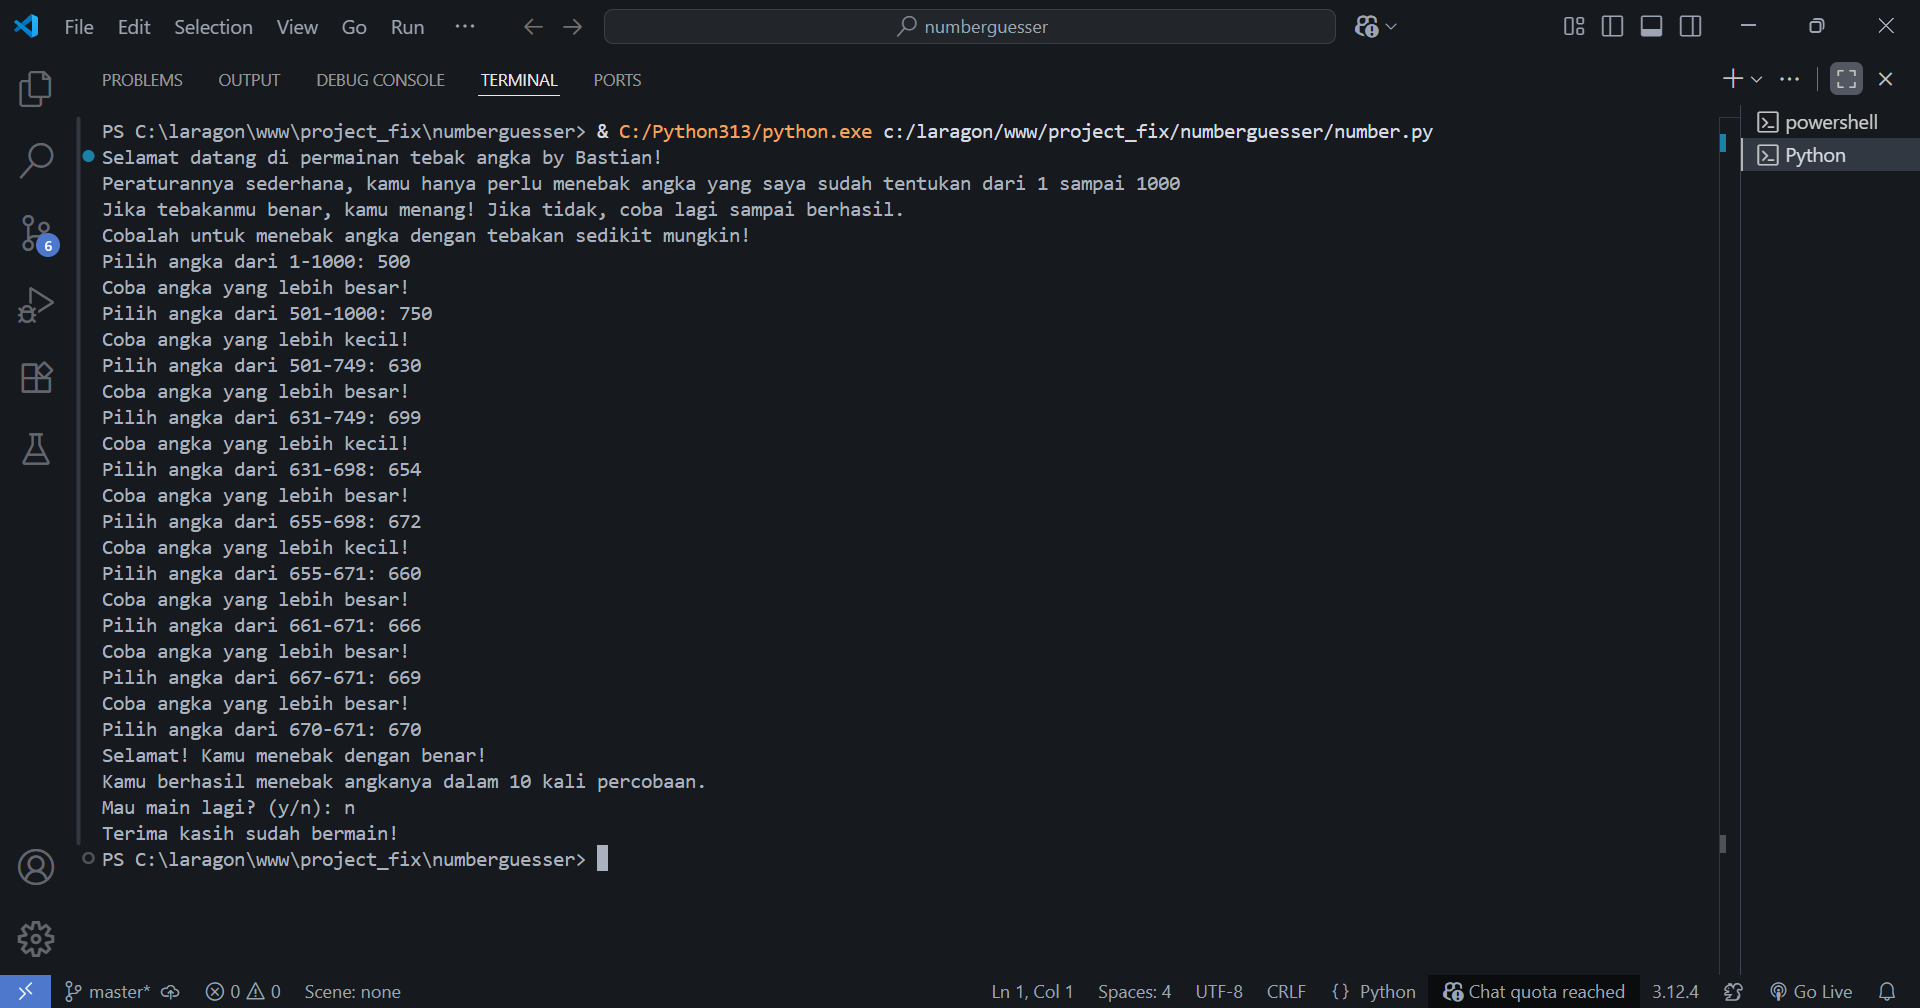 File Edit Selection View Go Run ··· numberguesser
PROBLEMS OUTPUT DEBUG CONSOLE TERMINAL PORTS
powershell
Python
PS C:\laragon\www\project_fix\numberguesser> & C:/Python313/python.exe c:/laragon/www/project_fix/numberguesser/number.py
Selamat datang di permainan tebak angka by Bastian!
Peraturannya sederhana, kamu hanya perlu menebak angka yang saya sudah tentukan dari 1 sampai 1000
Jika tebakanmu benar, kamu menang! Jika tidak, coba lagi sampai berhasil.
Cobalah untuk menebak angka dengan tebakan sedikit mungkin!
Pilih angka dari 1-1000: 500
Coba angka yang lebih besar!
Pilih angka dari 501-1000: 750
Coba angka yang lebih kecil!
Pilih angka dari 501-749: 630
Coba angka yang lebih besar!
Pilih angka dari 631-749: 699
Coba angka yang lebih kecil!
Pilih angka dari 631-698: 654
Coba angka yang lebih besar!
Pilih angka dari 655-698: 672
Coba angka yang lebih kecil!
Pilih angka dari 655-671: 660
Coba angka yang lebih besar!
Pilih angka dari 661-671: 666
Coba angka yang lebih besar!
Pilih angka dari 667-671: 669
Coba angka yang lebih besar!
Pilih angka dari 670-671: 670
Selamat! Kamu menebak dengan benar!
Kamu berhasil menebak angkanya dalam 10 kali percobaan.
Mau main lagi? (y/n): n
Terima kasih sudah bermain!
PS C:\laragon\www\project_fix\numberguesser>
6
master* 0 0 Scene: none Ln 1, Col 1 Spaces: 4 UTF-8 CRLF {} Python Chat quota reached 3.12.4 Go Live